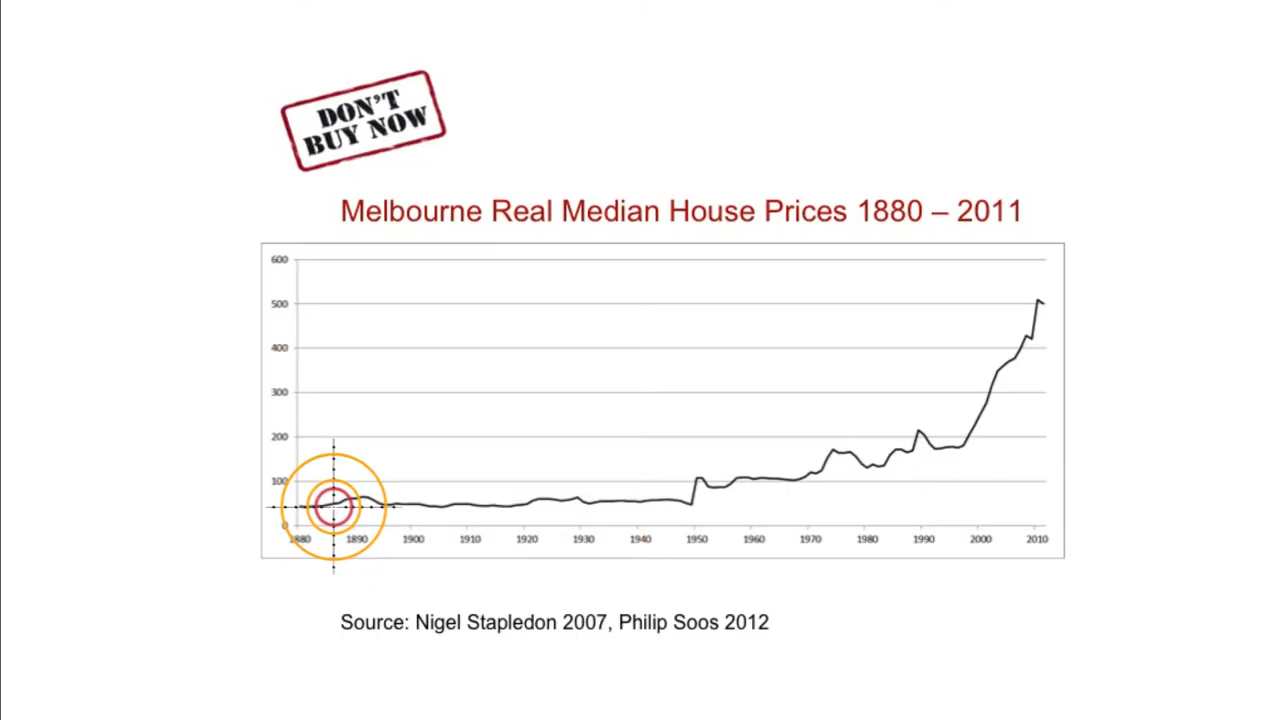 DON'T
BUY NOW
Melbourne Real Median House Prices 1880 – 2011
600
500
400
300
200
100
0
1880 1890 1900 1910 1920 1930 1940 1950 1960 1970 1980 1990 2000 2010
Source: Nigel Stapledon 2007, Philip Soos 2012